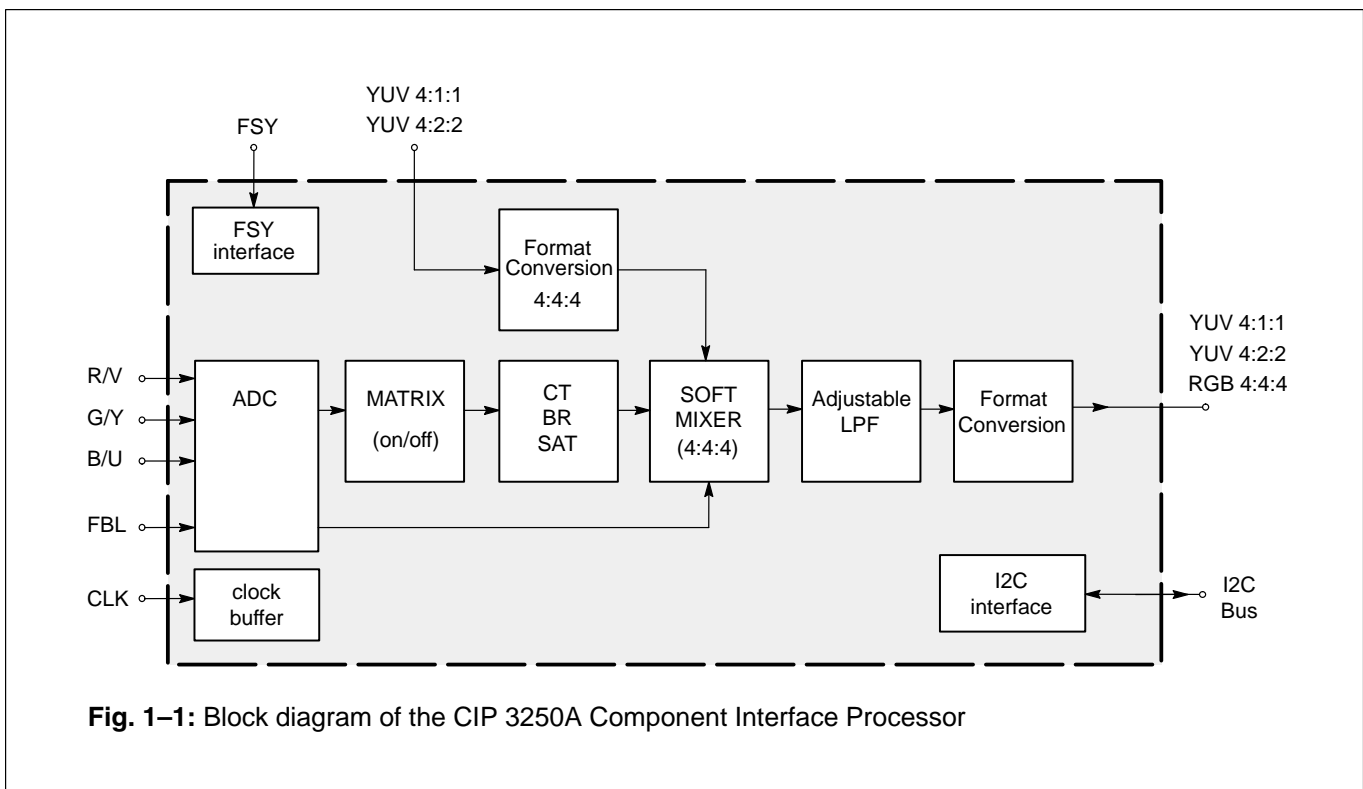 YUV 4:1:1
YUV 4:2:2
FSY
FSY
interface
Format
Conversion
4:4:4
YUV 4:1:1
YUV 4:2:2
RGB 4:4:4
R/V
G/Y
B/U
FBL
CLK
ADC
MATRIX
(on/off)
CT
BR
SAT
SOFT
MIXER
(4:4:4)
Adjustable
LPF
Format
Conversion
clock
buffer
I2C
interface
I2C
Bus
Fig. 1–1: Block diagram of the CIP 3250A Component Interface Processor